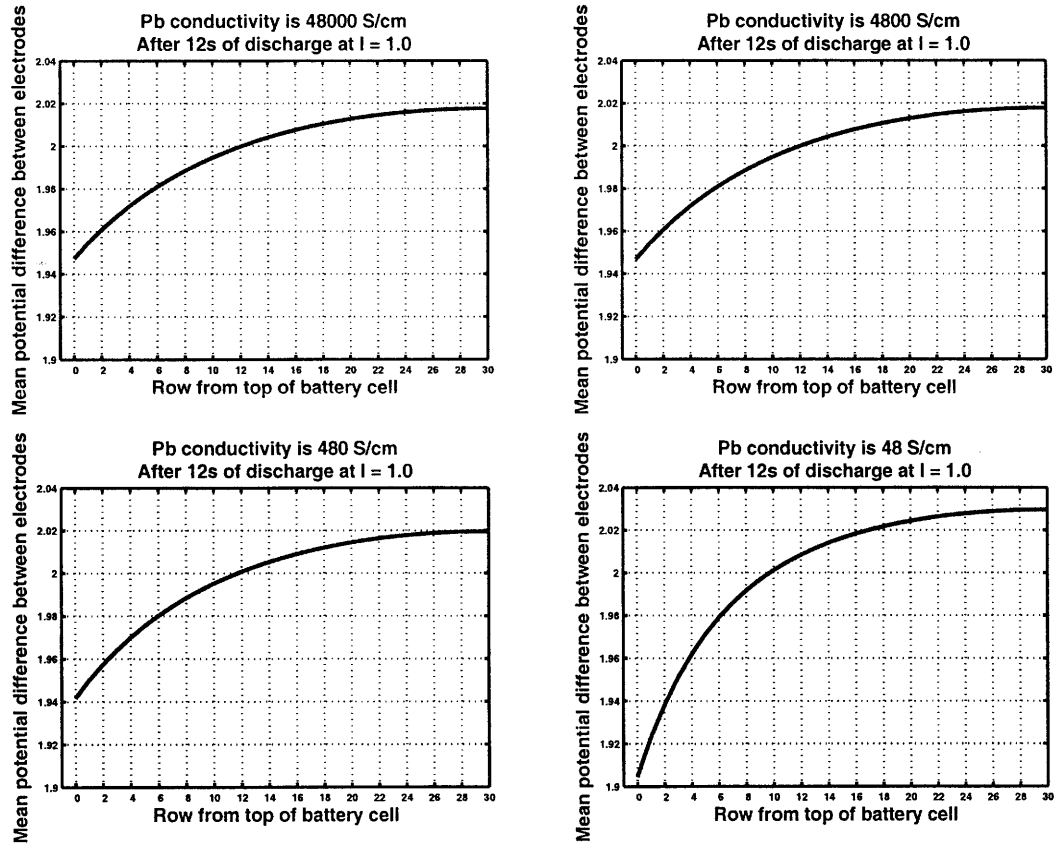 Pb conductivity is 48000 S/cm
After 12s of discharge at I = 1.0
Mean potential difference between electrodes
2.04
2.02
2
1.98
1.96
1.94
1.92
1.9
0 2 4 6 8 10 12 14 16 18 20 22 24 26 28 30
Row from top of battery cell
Pb conductivity is 4800 S/cm
After 12s of discharge at I = 1.0
Mean potential difference between electrodes
2.04
2.02
2
1.98
1.96
1.94
1.92
1.9
0 2 4 6 8 10 12 14 16 18 20 22 24 26 28 30
Row from top of battery cell
Pb conductivity is 480 S/cm
After 12s of discharge at I = 1.0
Mean potential difference between electrodes
2.04
2.02
2
1.98
1.96
1.94
1.92
1.9
0 2 4 6 8 10 12 14 16 18 20 22 24 26 28 30
Row from top of battery cell
Pb conductivity is 48 S/cm
After 12s of discharge at I = 1.0
Mean potential difference between electrodes
2.04
2.02
2
1.98
1.96
1.94
1.92
1.9
0 2 4 6 8 10 12 14 16 18 20 22 24 26 28 30
Row from top of battery cell